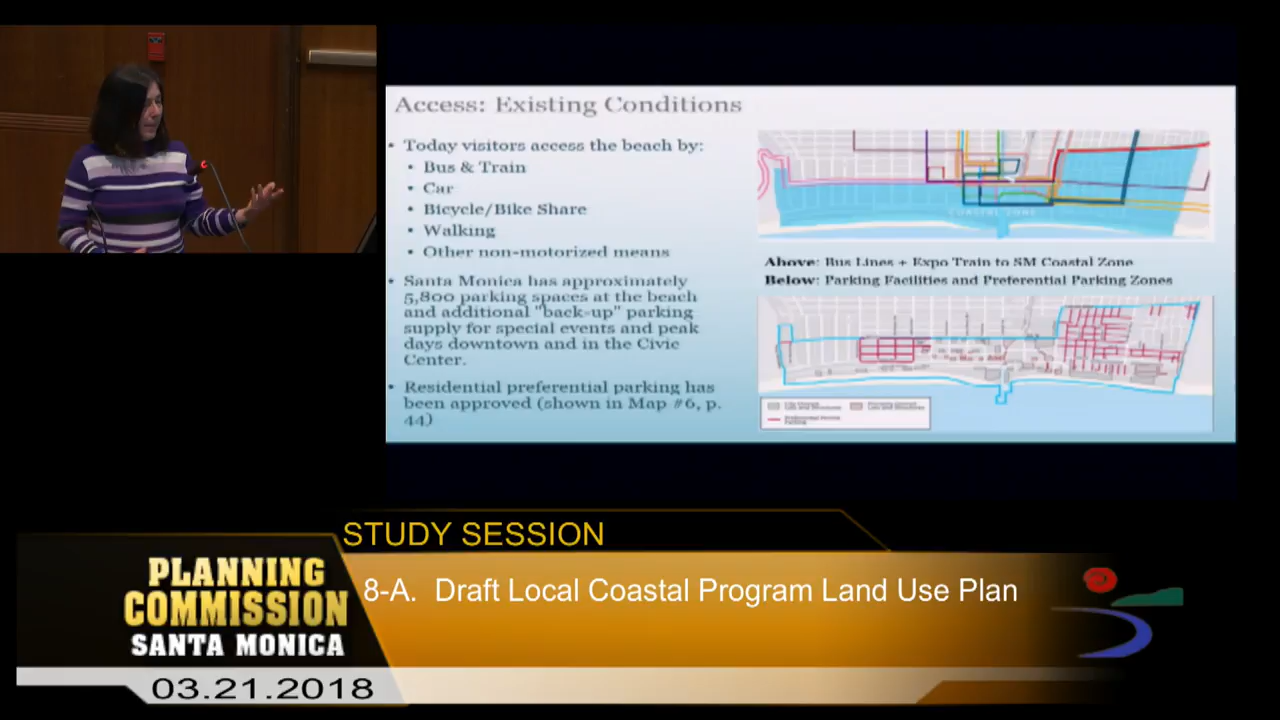 Access: Existing Conditions
• Today visitors access the beach by:
• Bus & Train
• Car
• Bicycle/Bike Share
• Walking
• Other non-motorized means
• Santa Monica has approximately
5,800 parking spaces at the beach
and additional "back-up" parking
supply for special events and peak
days downtown and in the Civic
Center.
• Residential preferential parking has
been approved (shown in Map #6, p.
44)
COASTAL ZONE
Above: Bus Lines + Expo Train to SM Coastal Zone
Below: Parking Facilities and Preferential Parking Zones
STUDY SESSION
8-A. Draft Local Coastal Program Land Use Plan
PLANNING
COMMISSION
SANTA MONICA
03.21.2018